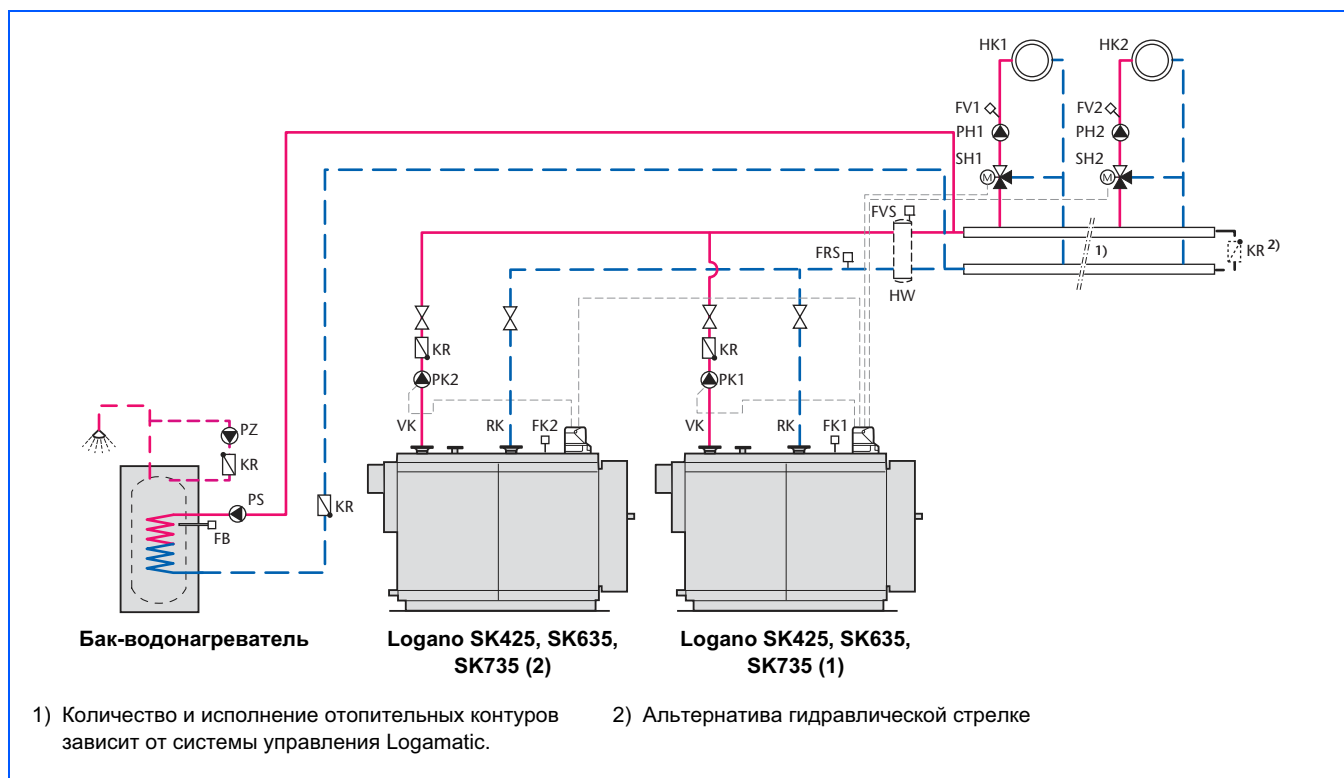 HK1
HK2
FV1
FV2
PH1
PH2
SH1
SH2
M
M
FVS
FRS
1)
KR 2)
HW
KR
KR
PK2
PK1
VK
RK
FK2
VK
RK
FK1
PZ
KR
PS
KR
FB
Бак-водонагреватель
Logano SK425, SK635,
SK735 (2)
Logano SK425, SK635,
SK735 (1)
1) Количество и исполнение отопительных контуров
зависит от системы управления Logamatic.
2) Альтернатива гидравлической стрелке